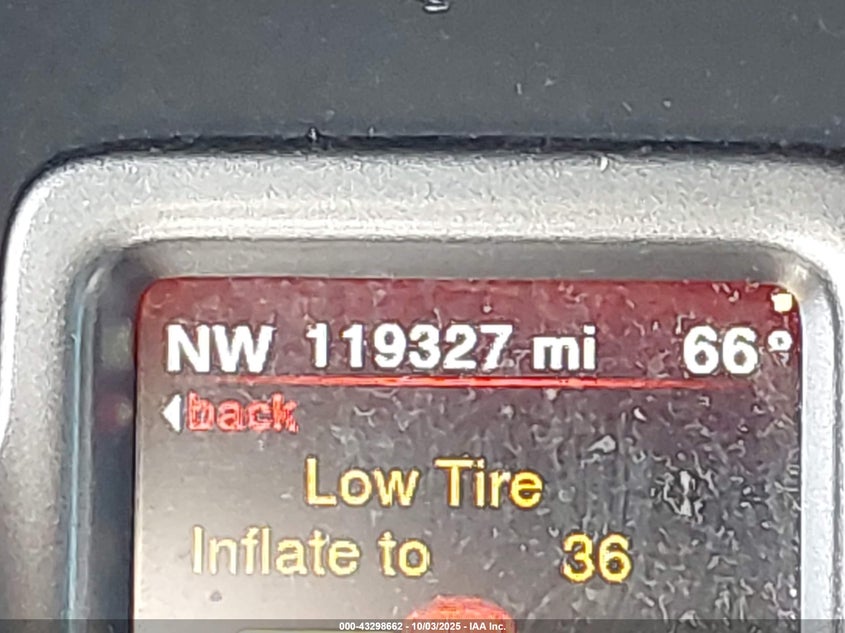 NW 119327 mi 66°
back
Low Tire
Inflate to 36
000-43298662 - 10/03/2025 - IAA Inc.